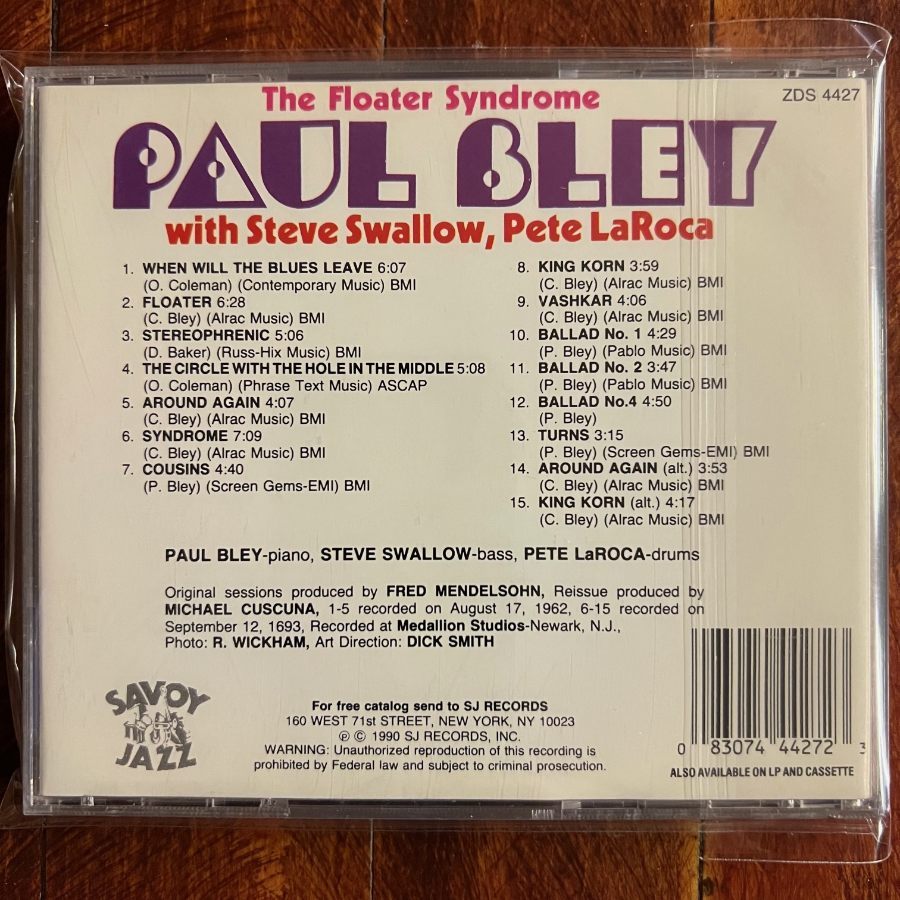 The Floater Syndrome
ZDS 4427
PAUL BLEY
with Steve Swallow, Pete LaRoca
1. WHEN WILL THE BLUES LEAVE 6:07
(O. Coleman) (Contemporary Music) BMI
2. FLOATER 6:28
(C. Bley) (Alrac Music) BMI
3. STEREOPHRENIC 5:06
(D. Baker) (Russ-Hix Music) BMI
4. THE CIRCLE WITH THE HOLE IN THE MIDDLE 5:08
(O. Coleman) (Phrase Text Music) ASCAP
5. AROUND AGAIN 4:07
(C. Bley) (Alrac Music) BMI
6. SYNDROME 7:09
(C. Bley) (Alrac Music) BMI
7. COUSINS 4:40
(P. Bley) (Screen Gems-EMI) BMI
8. KING KORN 3:59
(C. Bley) (Alrac Music) BMI
9. VASHKAR 4:06
(C. Bley) (Alrac Music) BMI
10. BALLAD No. 1 4:29
(P. Bley) (Pablo Music) BMI
11. BALLAD No. 2 3:47
(P. Bley) (Pablo Music) BMI
12. BALLAD No.4 4:50
(P. Bley)
13. TURNS 3:15
(P. Bley) (Screen Gems-EMI) BMI
14. AROUND AGAIN (alt.) 3:53
(C. Bley) (Alrac Music) BMI
15. KING KORN (alt.) 4:17
(C. Bley) (Alrac Music) BMI
PAUL BLEY-piano, STEVE SWALLOW-bass, PETE LaROCA-drums
Original sessions produced by FRED MENDELSOHN, Reissue produced by
MICHAEL CUSCUNA, 1-5 recorded on August 17, 1962, 6-15 recorded on
September 12, 1693, Recorded at Medallion Studios-Newark, N.J.,
Photo: R. WICKHAM, Art Direction: DICK SMITH
SAVOY
JAZZ
For free catalog send to SJ RECORDS
160 WEST 71st STREET, NEW YORK, NY 10023
℗ © 1990 SJ RECORDS, INC.
WARNING: Unauthorized reproduction of this recording is
prohibited by Federal law and subject to criminal prosecution.
0 83074 44272 3
ALSO AVAILABLE ON LP AND CASSETTE